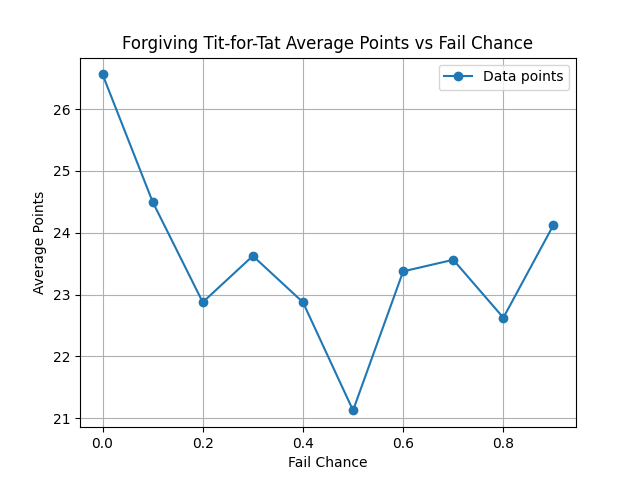 Forgiving Tit-for-Tat Average Points vs Fail Chance
Data points
26
25
24
23
22
21
Average Points
0.0 0.2 0.4 0.6 0.8
Fail Chance